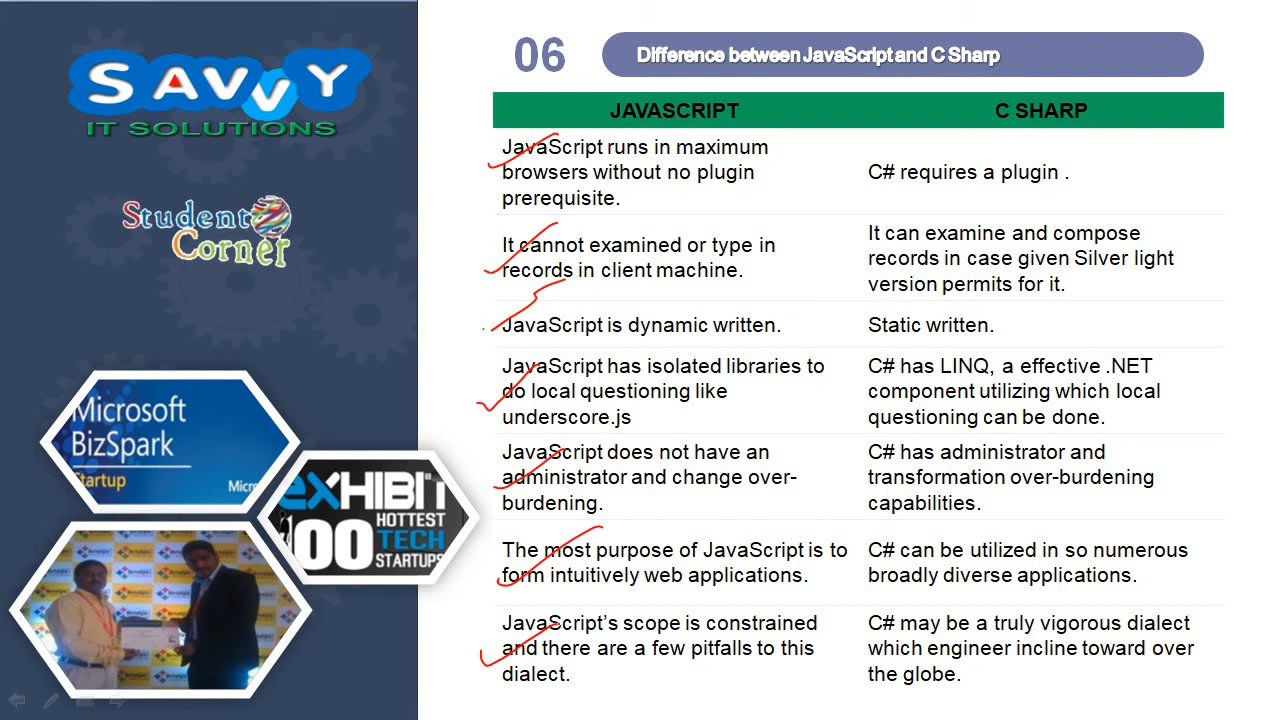 SAVVY
IT SOLUTIONS
Student
Corner
Microsoft
BizSpark
Startup
Micr
eXHIBIT
100
HOTTEST
TECH
STARTUPS
06
Difference between JavaScript and C Sharp
JAVASCRIPT
C SHARP
JavaScript runs in maximum
browsers without no plugin
prerequisite.
C# requires a plugin .
It cannot examined or type in
records in client machine.
It can examine and compose
records in case given Silver light
version permits for it.
JavaScript is dynamic written.
Static written.
JavaScript has isolated libraries to
do local questioning like
underscore.js
C# has LINQ, a effective .NET
component utilizing which local
questioning can be done.
JavaScript does not have an
administrator and change over-
burdening.
C# has administrator and
transformation over-burdening
capabilities.
The most purpose of JavaScript is to
form intuitively web applications.
C# can be utilized in so numerous
broadly diverse applications.
JavaScript’s scope is constrained
and there are a few pitfalls to this
dialect.
C# may be a truly vigorous dialect
which engineer incline toward over
the globe.